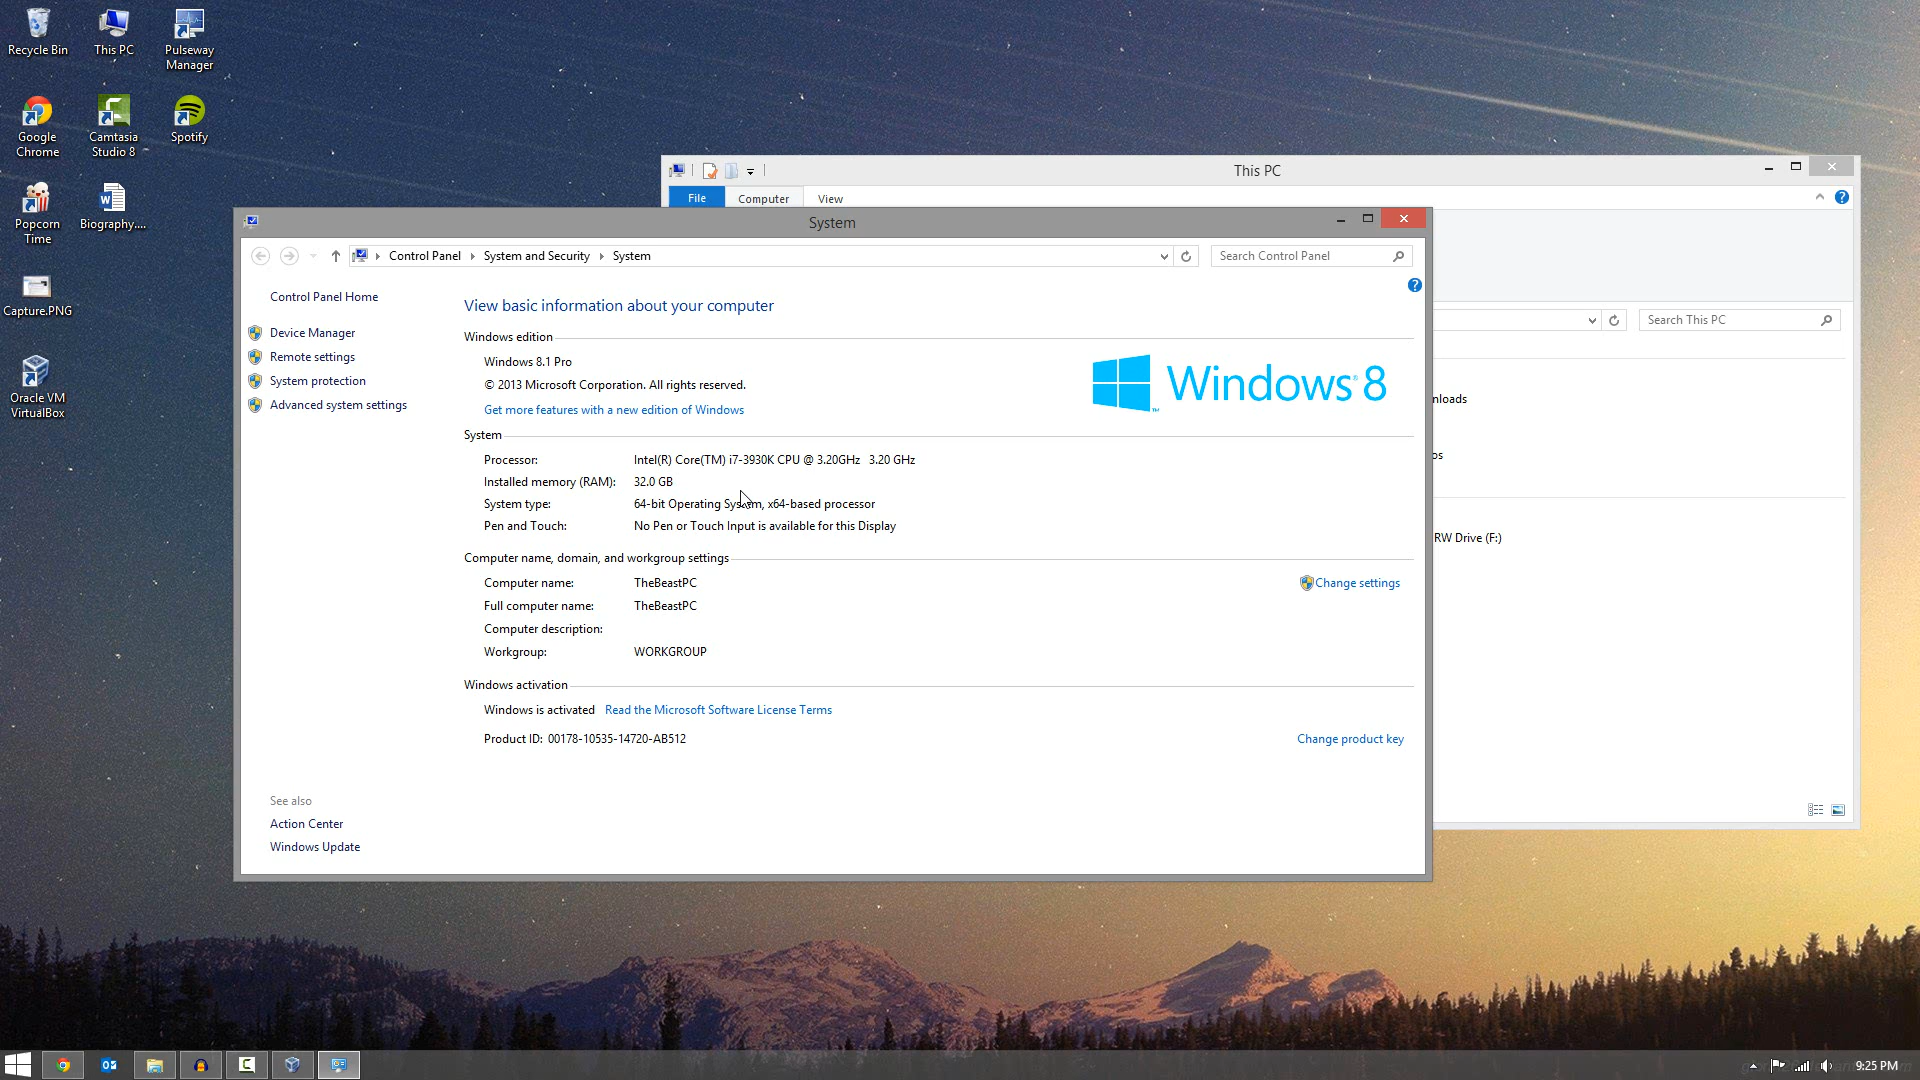 Recycle Bin
This PC
Pulseway
Manager
Google
Chrome
Camtasia
Studio 8
Spotify
Popcorn
Time
Biography....
Capture.PNG
Oracle VM
VirtualBox
This PC
File
Computer
View
Search This PC
nloads
os
RW Drive (F:)
System
Control Panel
System and Security
System
Search Control Panel
Control Panel Home
Device Manager
Remote settings
System protection
Advanced system settings
See also
Action Center
Windows Update
View basic information about your computer
Windows edition
Windows 8.1 Pro
© 2013 Microsoft Corporation. All rights reserved.
Get more features with a new edition of Windows
Windows® 8
System
Processor: Intel(R) Core(TM) i7-3930K CPU @ 3.20GHz 3.20 GHz
Installed memory (RAM): 32.0 GB
System type: 64-bit Operating System, x64-based processor
Pen and Touch: No Pen or Touch Input is available for this Display
Computer name, domain, and workgroup settings
Computer name: TheBeastPC
Change settings
Full computer name: TheBeastPC
Computer description:
Workgroup: WORKGROUP
Windows activation
Windows is activated Read the Microsoft Software License Terms
Product ID: 00178-10535-14720-AB512
Change product key
9:25 PM